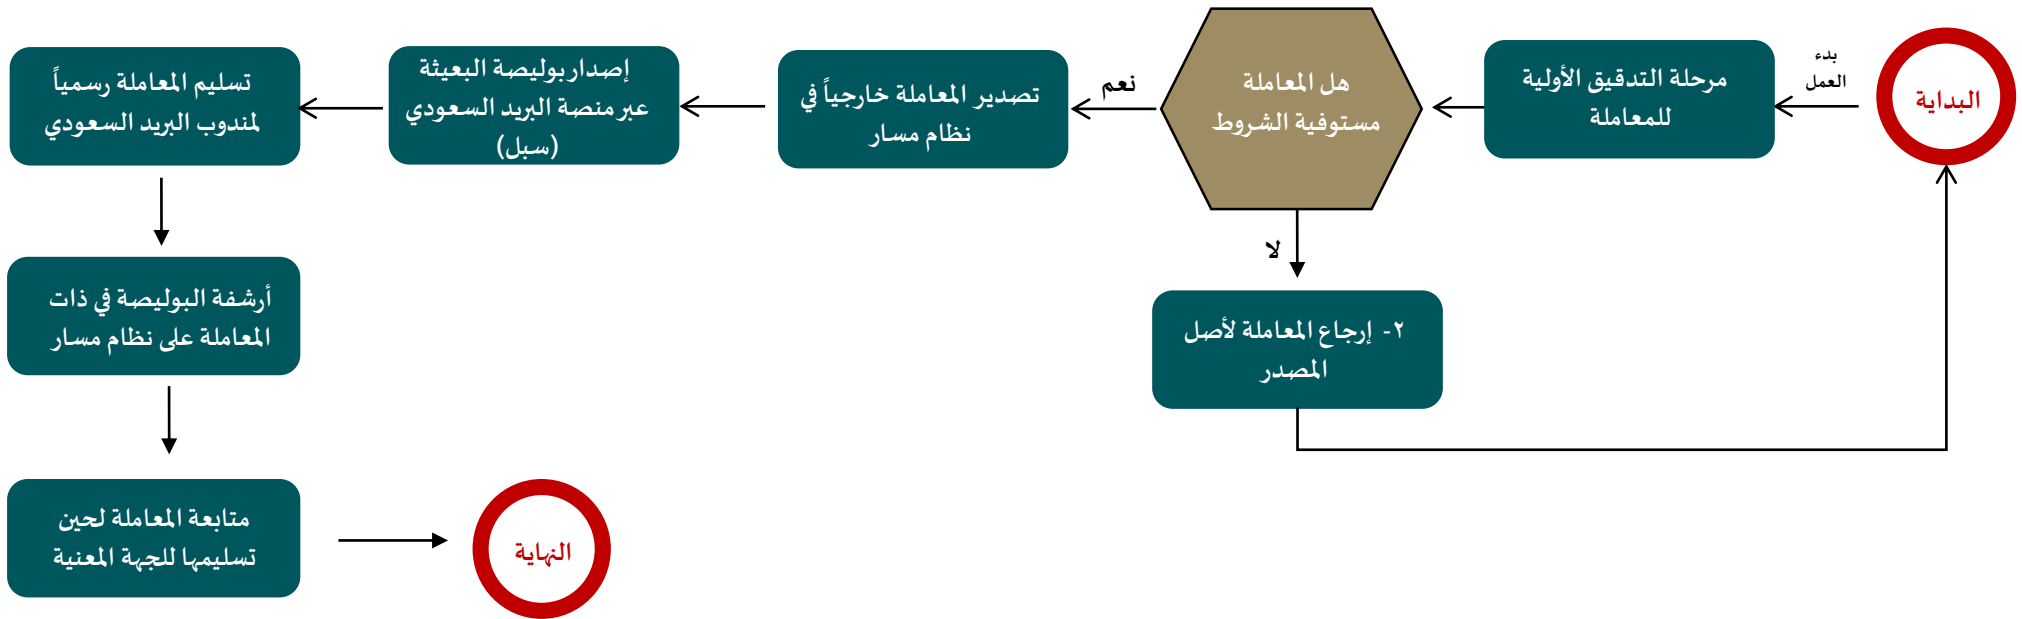 البداية
بدء
العمل
مرحلة التدقيق الأولية
للمعاملة
هل المعاملة
مستوفية الشروط
نعم
تصدير المعاملة خارجياً في
نظام مسار
إصدار بوليصة البعيثة
عبر منصة البريد السعودي
(سبل)
تسليم المعاملة رسمياً
لمندوب البريد السعودي
لا
٢- إرجاع المعاملة لأصل
المصدر
أرشفة البوليصة في ذات
المعاملة على نظام مسار
متابعة المعاملة لحين
تسليمها للجهة المعنية
النهاية